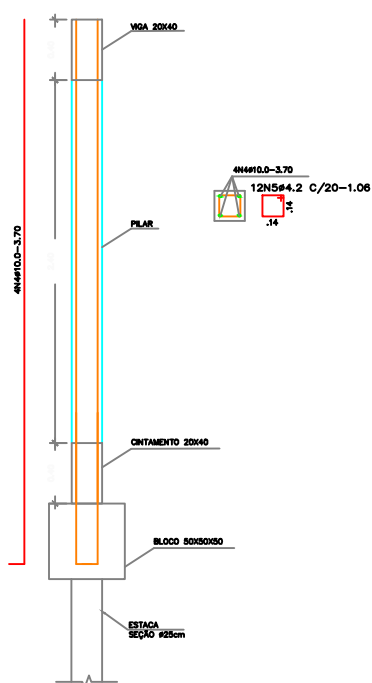 VIGA 20X40
4N4ø10.0-3.70
12N5ø4.2 C/20-1.06
.14
.14
PILAR
4N4ø10.0-3.70
CINTAMENTO 20X40
BLOCO 50X50X50
ESTACA
SEÇÃO ø25cm